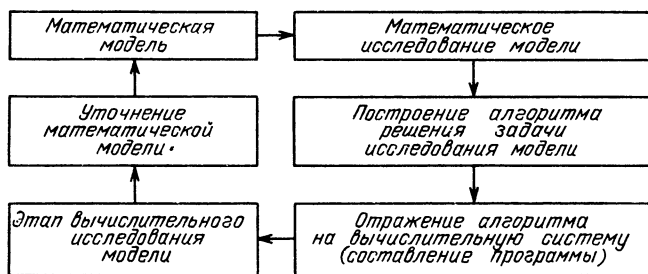 Математическая
модель
Математическое
исследование модели
Построение алгоритма
решения задачи
исследования модели
Отражение алгоритма
на вычислительную систему
(составление программы)
Этап вычислительного
исследования
модели
Уточнение
математической
модели.